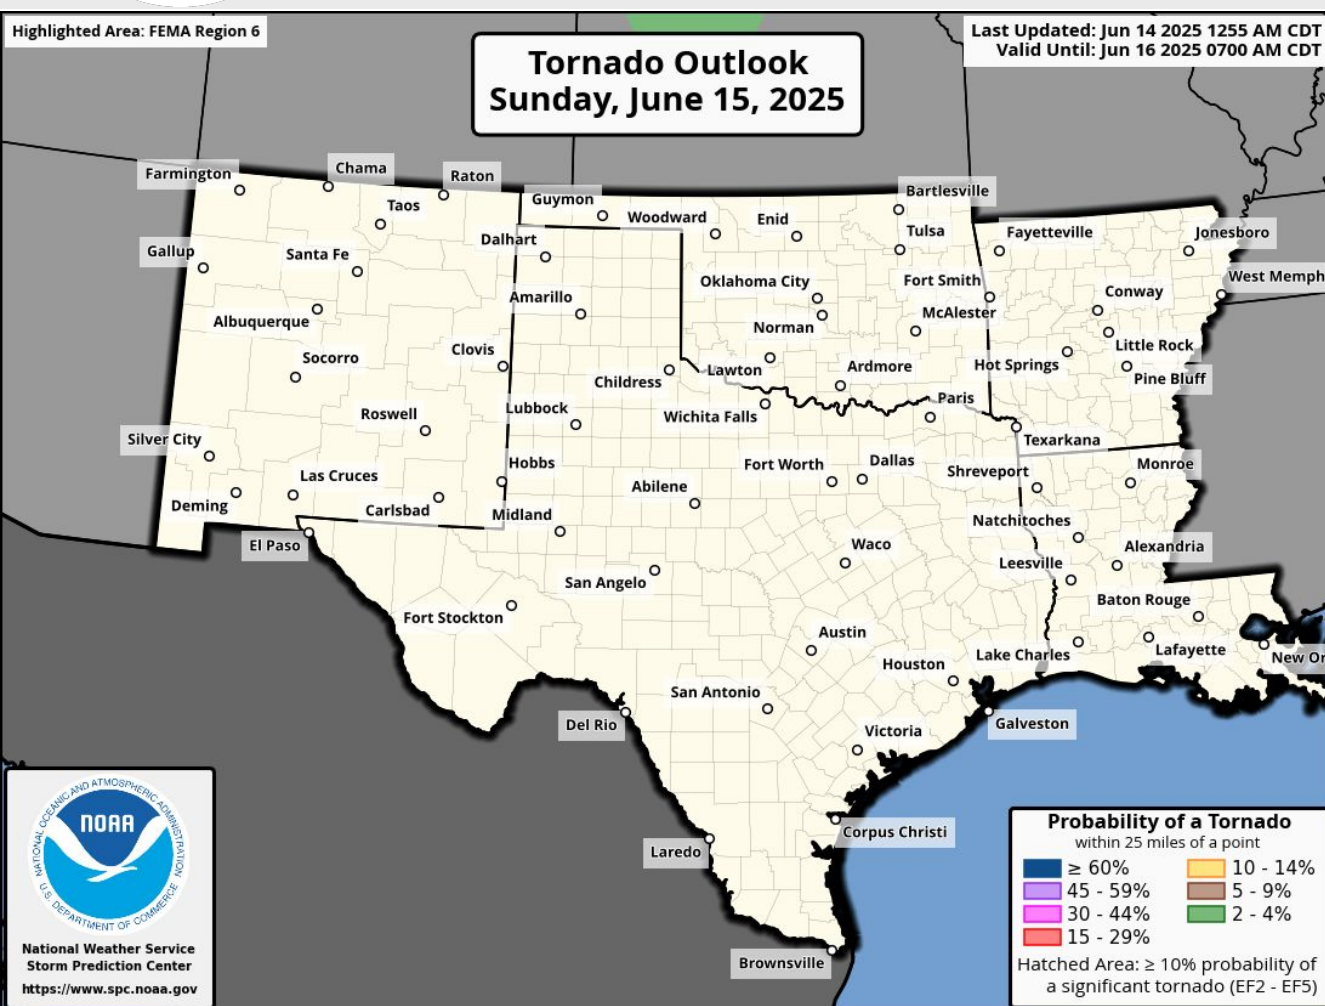 Highlighted Area: FEMA Region 6
Last Updated: Jun 14 2025 1255 AM CDT
Valid Until: Jun 16 2025 0700 AM CDT
Tornado Outlook
Sunday, June 15, 2025
Farmington
Chama
Raton
Taos
Guymon
Woodward
Enid
Bartlesville
Tulsa
Fayetteville
Jonesboro
Gallup
Santa Fe
Dalhart
Oklahoma City
Fort Smith
West Memph
Amarillo
Conway
Albuquerque
Norman
McAlester
Little Rock
Socorro
Clovis
Childress
Lawton
Ardmore
Hot Springs
Pine Bluff
Roswell
Lubbock
Wichita Falls
Paris
Silver City
Texarkana
Las Cruces
Hobbs
Fort Worth
Dallas
Shreveport
Monroe
Deming
Carlsbad
Midland
Abilene
Natchitoches
El Paso
San Angelo
Waco
Leesville
Alexandria
Fort Stockton
Baton Rouge
Austin
Houston
Lake Charles
Lafayette
New Or
San Antonio
Del Rio
Victoria
Galveston
Laredo
Corpus Christi
Brownsville
NATIONAL OCEANIC AND ATMOSPHERIC ADMINISTRATION
NOAA
U.S. DEPARTMENT OF COMMERCE
National Weather Service
Storm Prediction Center
https://www.spc.noaa.gov
Probability of a Tornado
within 25 miles of a point
≥ 60%
10 - 14%
45 - 59%
5 - 9%
30 - 44%
2 - 4%
15 - 29%
Hatched Area: ≥ 10% probability of
a significant tornado (EF2 - EF5)